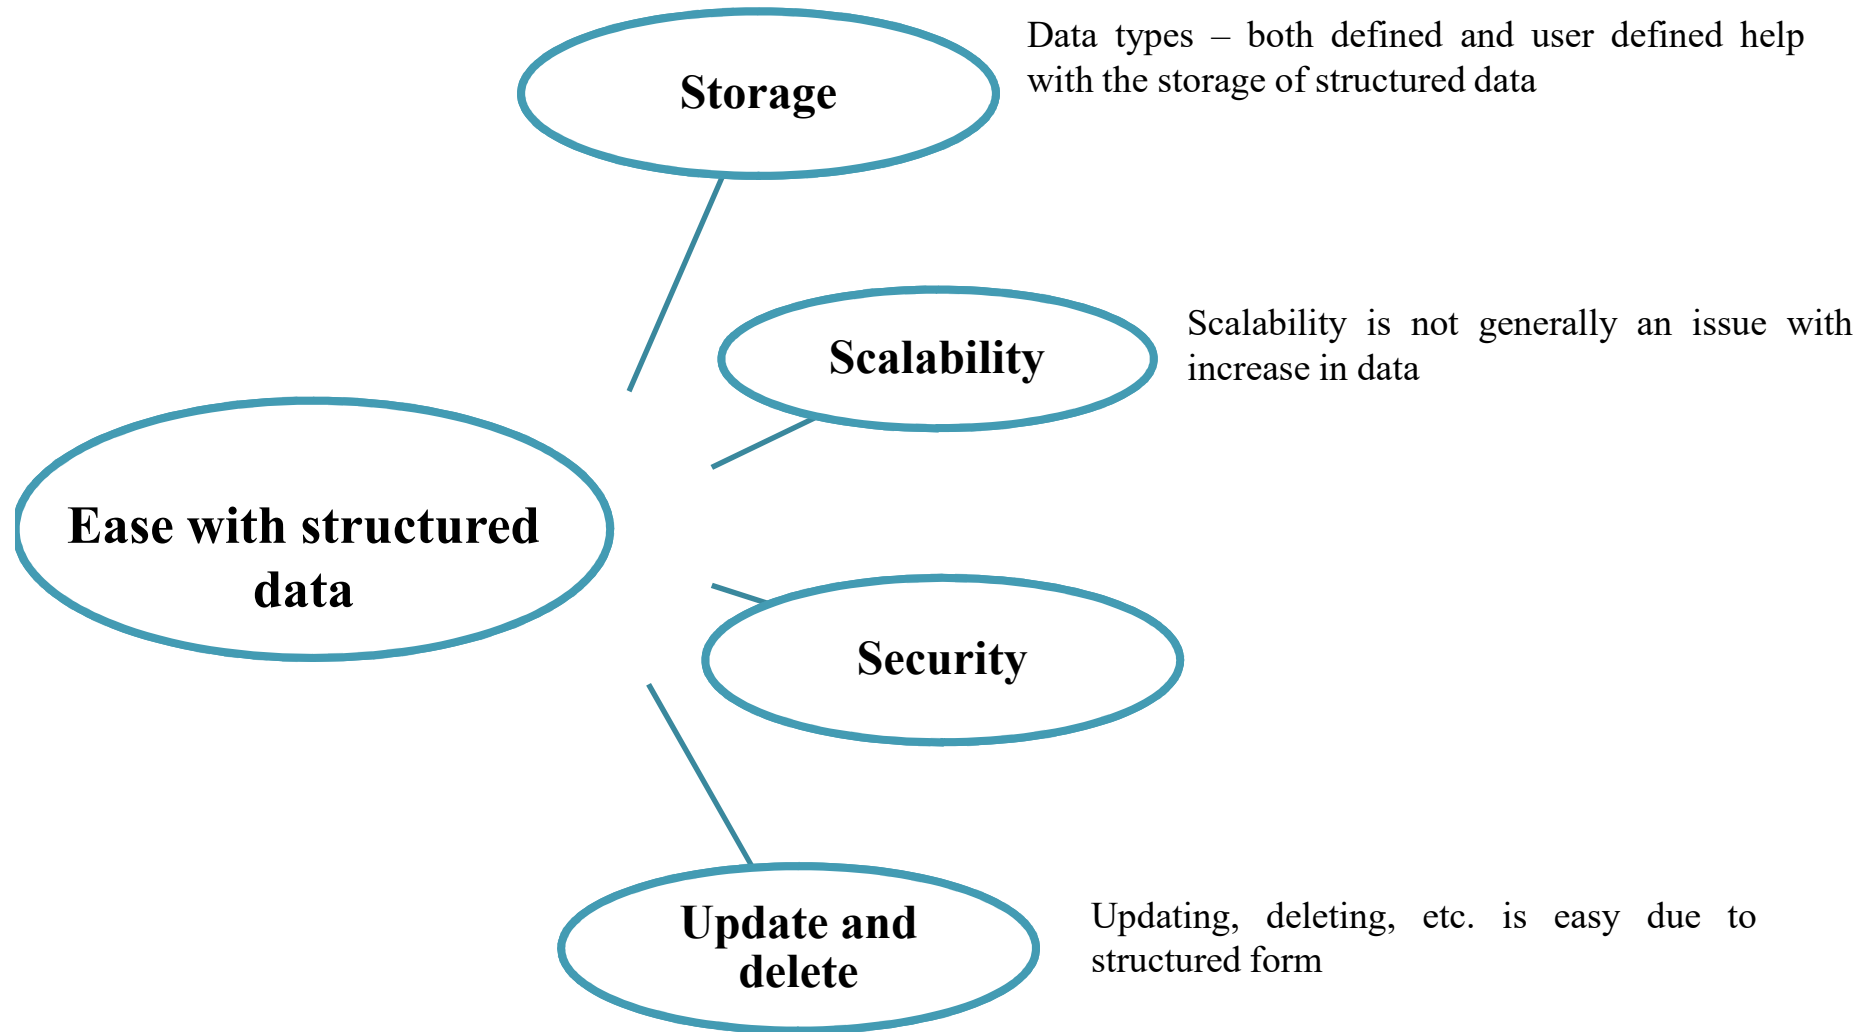 Storage
Data types – both defined and user defined help
with the storage of structured data
Scalability
Scalability is not generally an issue with
increase in data
Ease with structured
data
Security
Update and
delete
Updating, deleting, etc. is easy due to
structured form